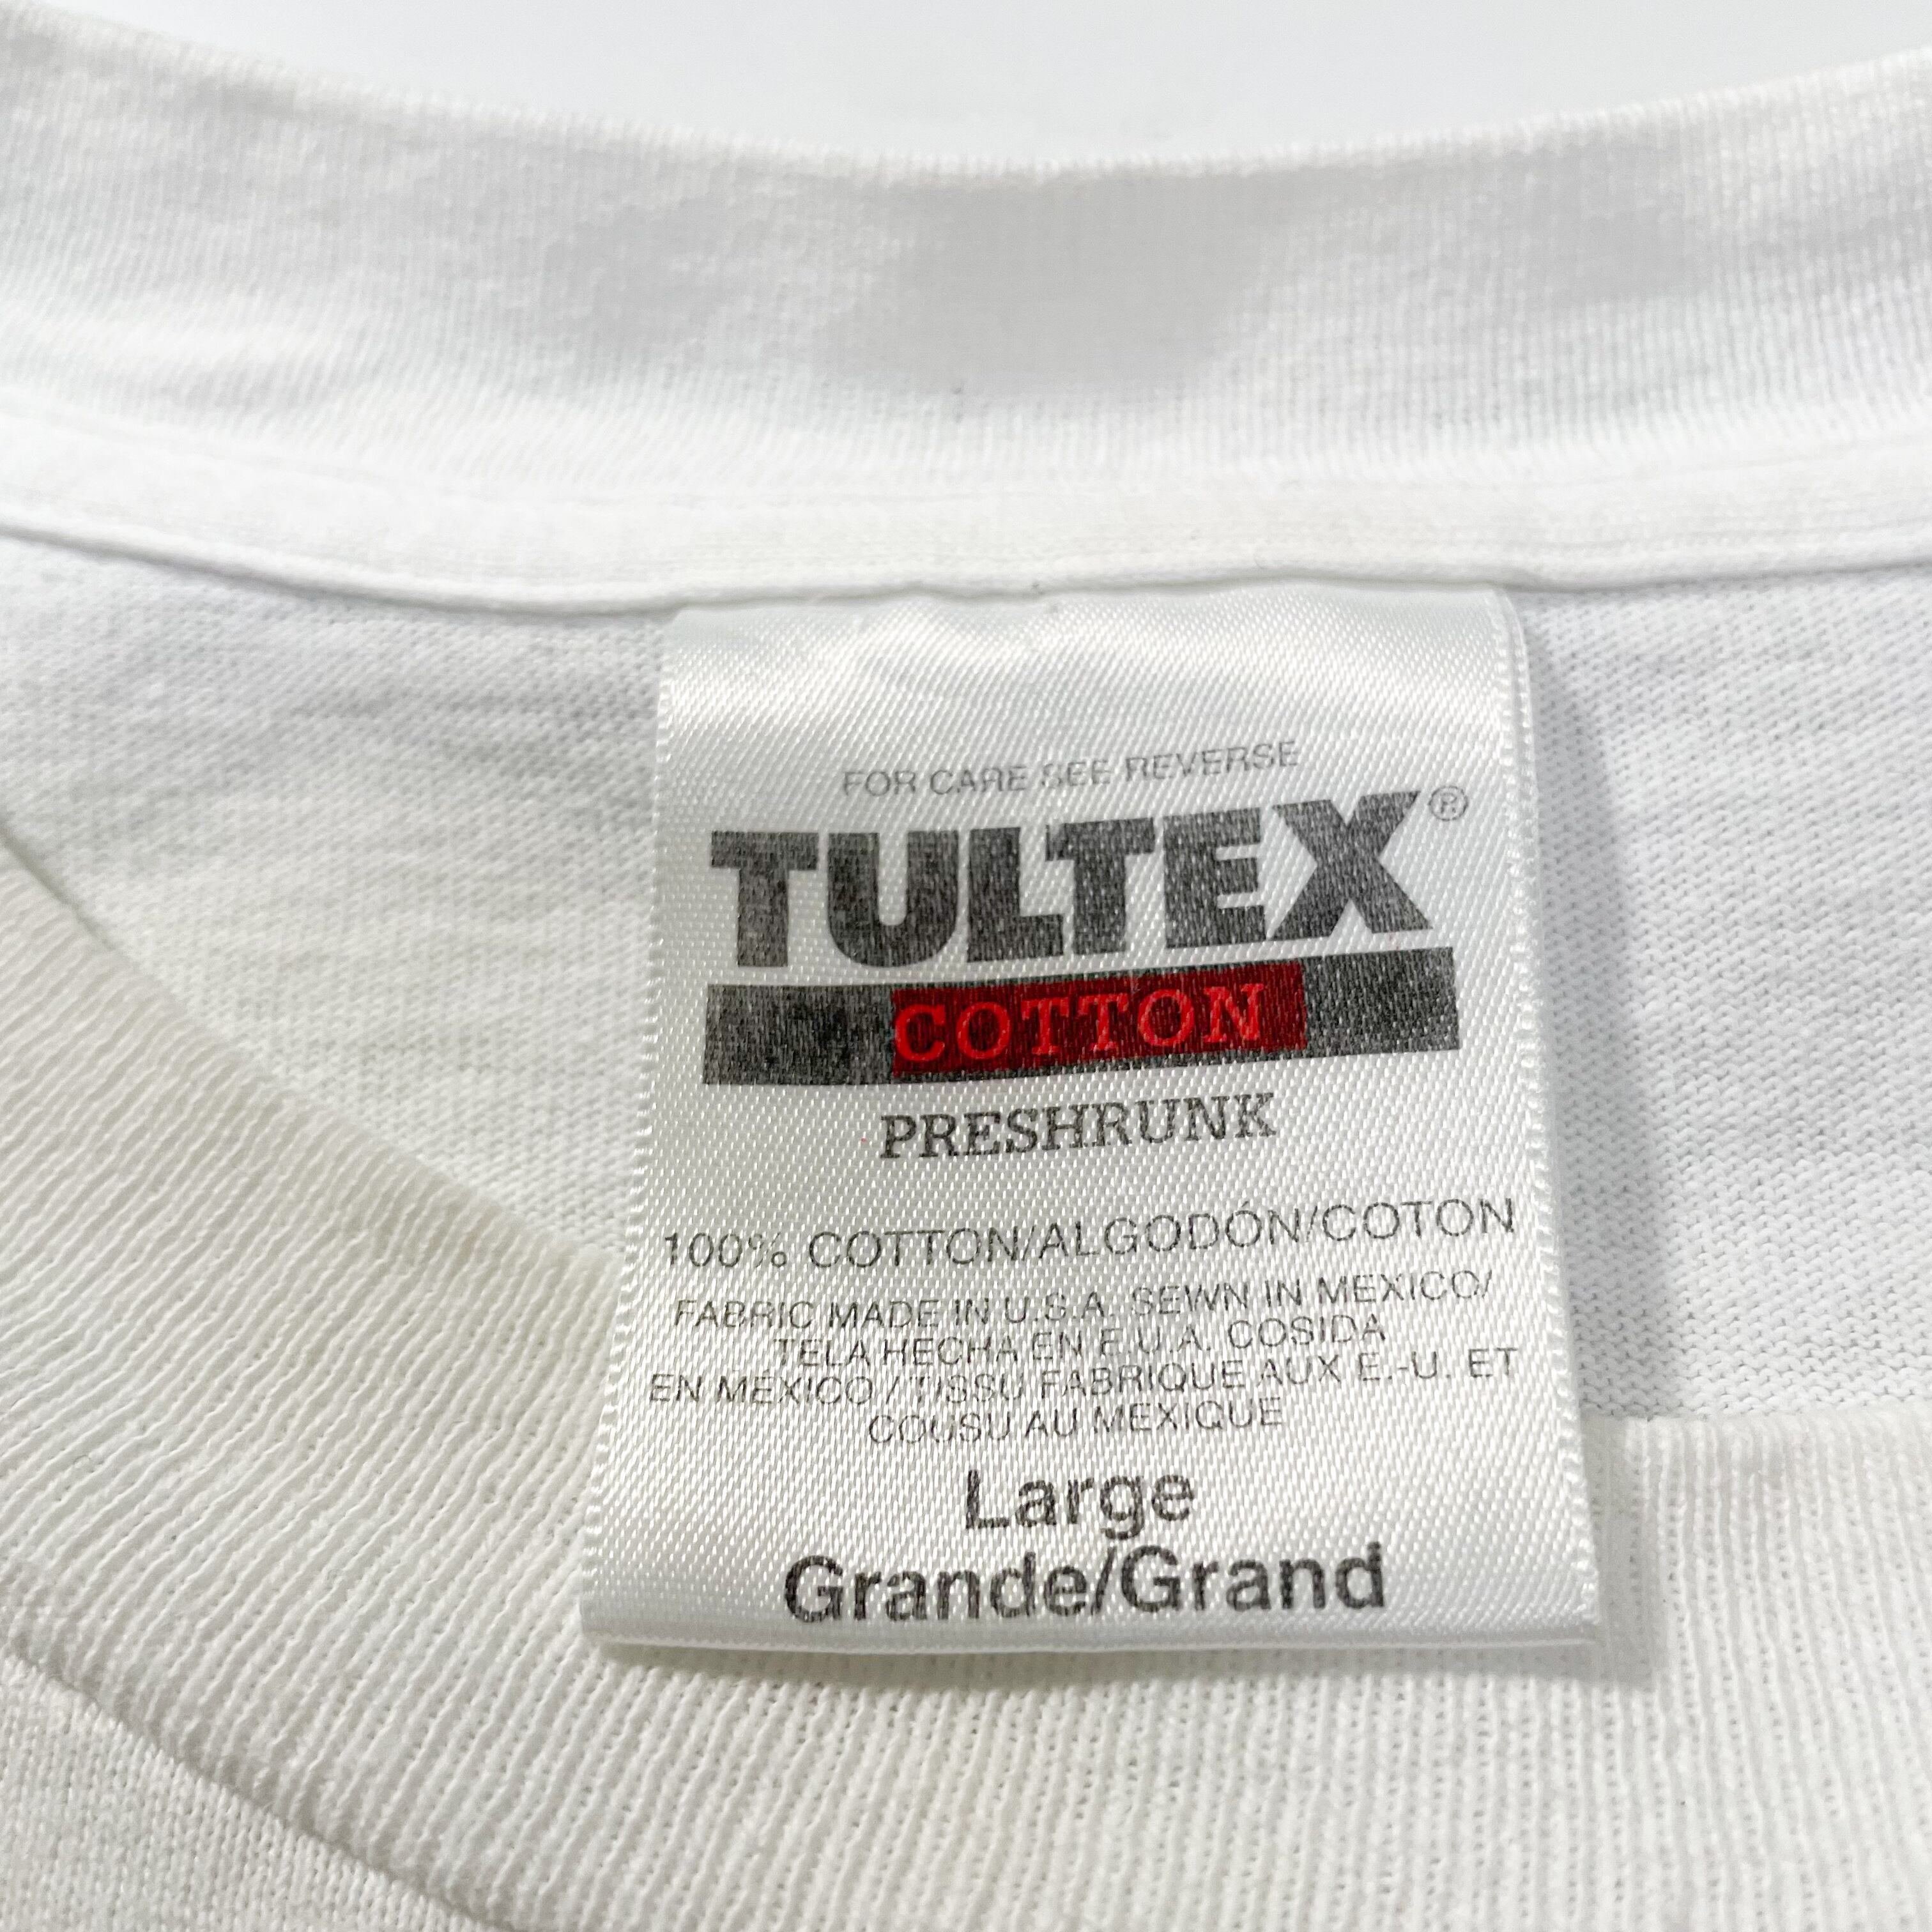 FOR CARE SEE REVERSE
TULTEX®
COTTON
PRESHRUNK
100% COTTON/ALGODÓN/COTON
FABRIC MADE IN U.S.A. SEWN IN MEXICO/
TELA HECHA EN E.U.A. COSIDA
EN MÉXICO / TISSU FABRIQUE AUX E.-U. ET
COUSU AU MEXIQUE
Large
Grande/Grand